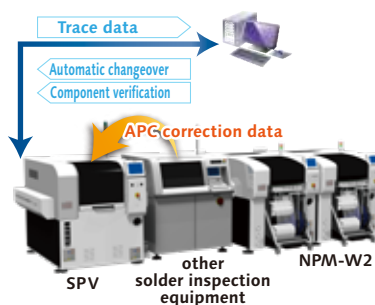 Trace data
Automatic changeover
Component verification
APC correction data
SPV
other
solder inspection
equipment
NPM-W2